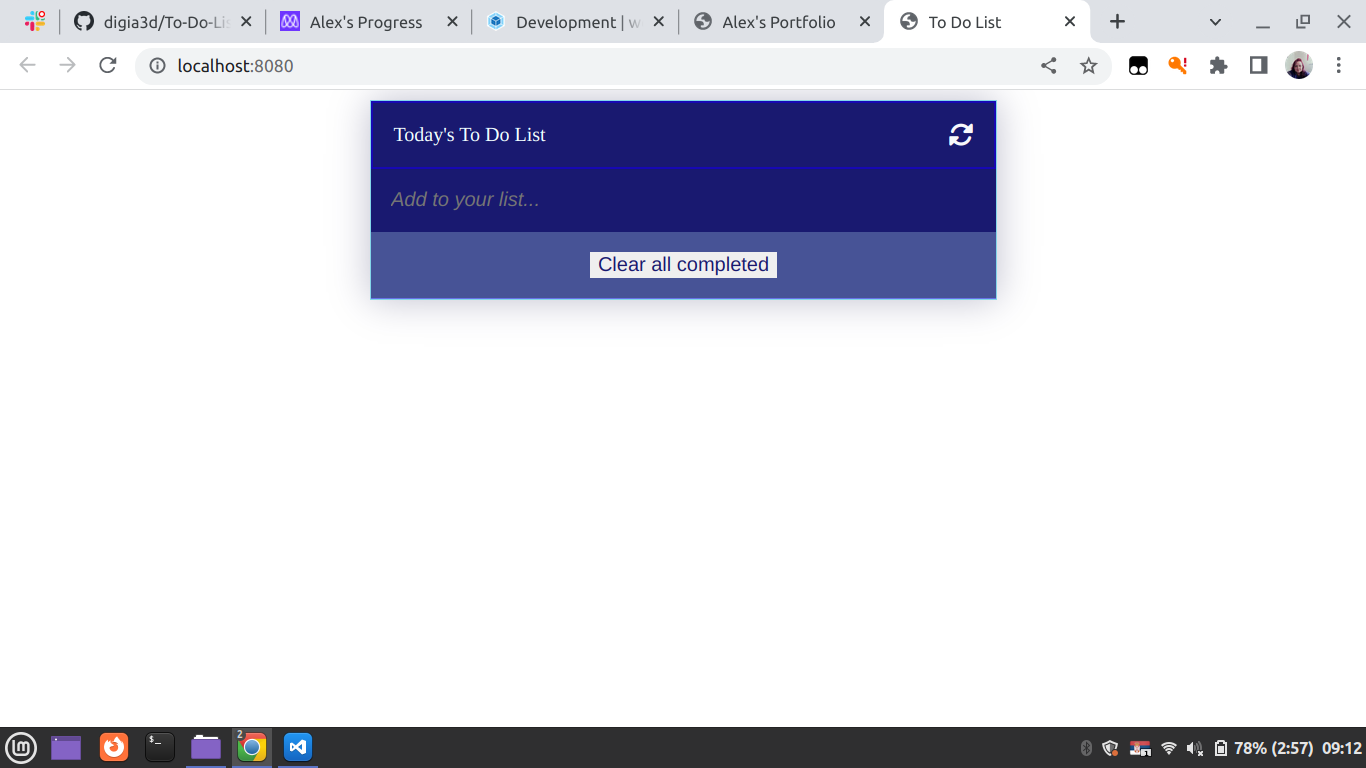 digia3d/To-Do-Lis
Alex's Progress
Development | w
Alex's Portfolio
To Do List
localhost:8080
Today's To Do List
Add to your list...
Clear all completed
2
78% (2:57) 09:12